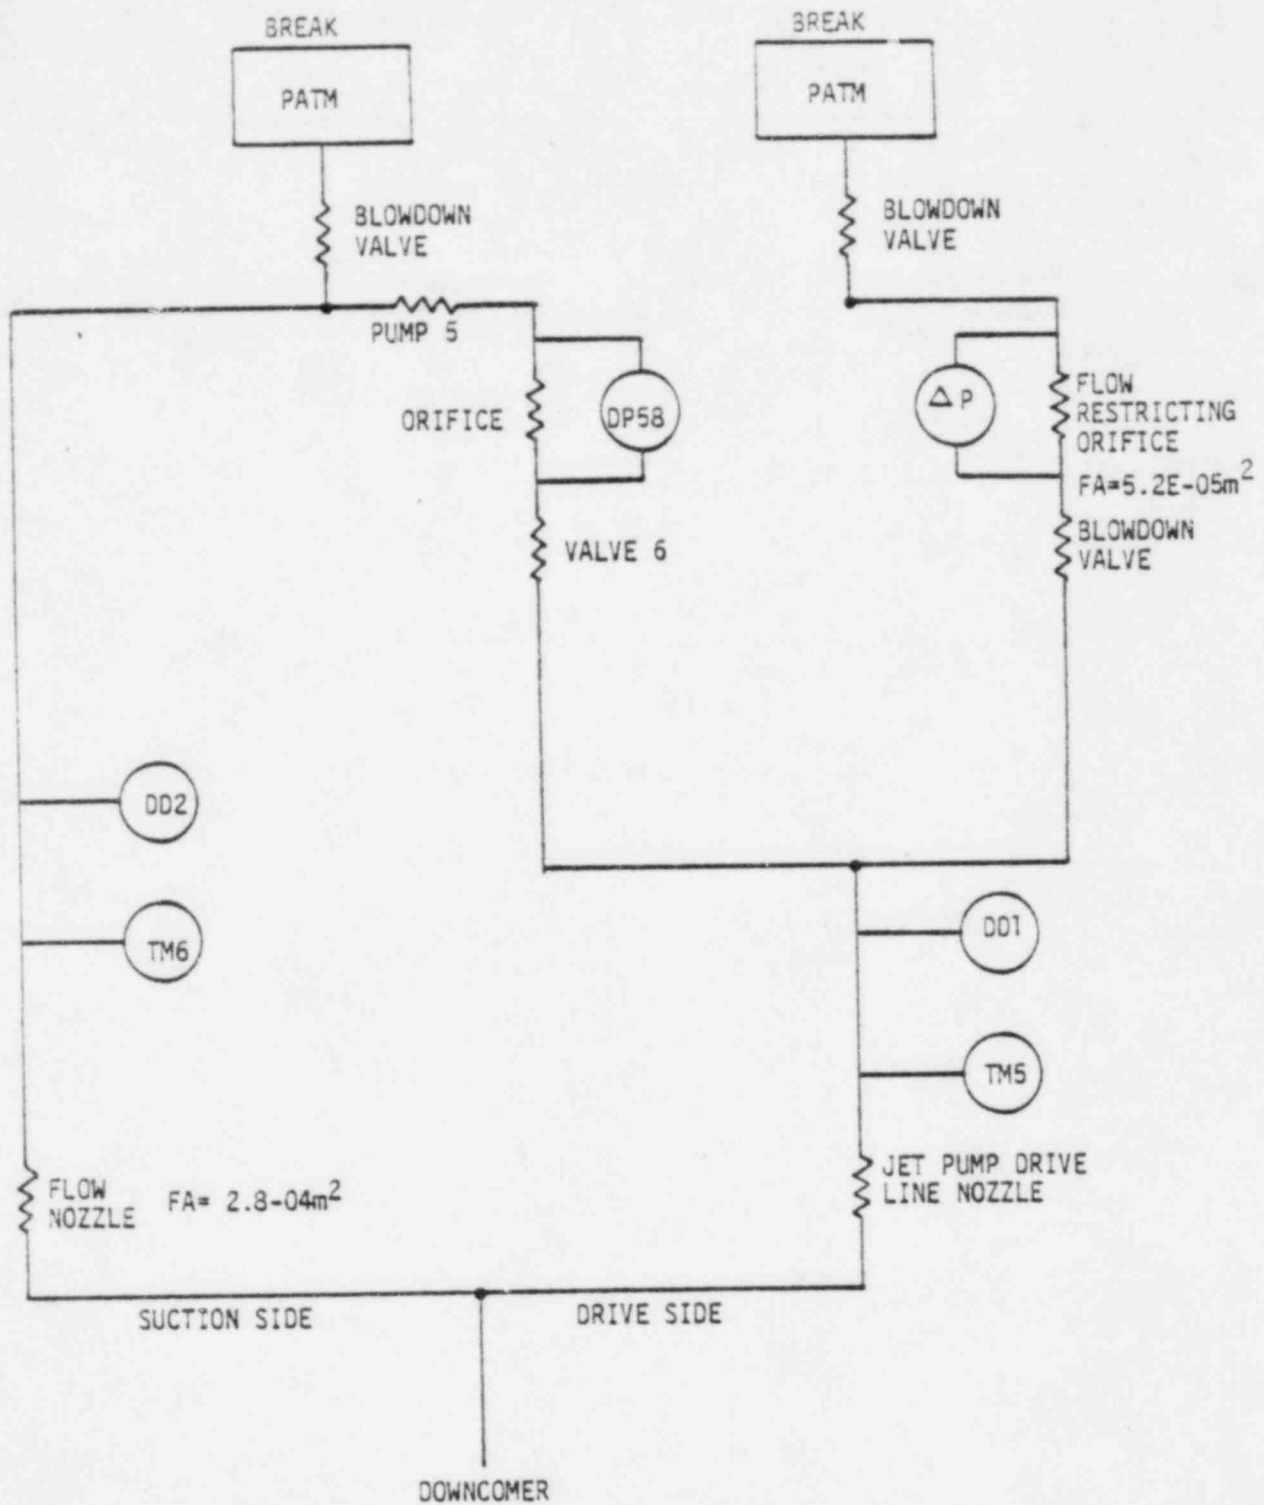 BREAK
PATM
BREAK
PATM
BLOWDOWN
VALVE
BLOWDOWN
VALVE
PUMP 5
ORIFICE
DP58
Δ P
FLOW
RESTRICTING
ORIFICE
FA=5.2E-05m²
VALVE 6
BLOWDOWN
VALVE
DD2
TM6
DD1
TM5
FLOW
NOZZLE
FA= 2.8-04m²
JET PUMP DRIVE
LINE NOZZLE
SUCTION SIDE
DRIVE SIDE
DOWNCOMER